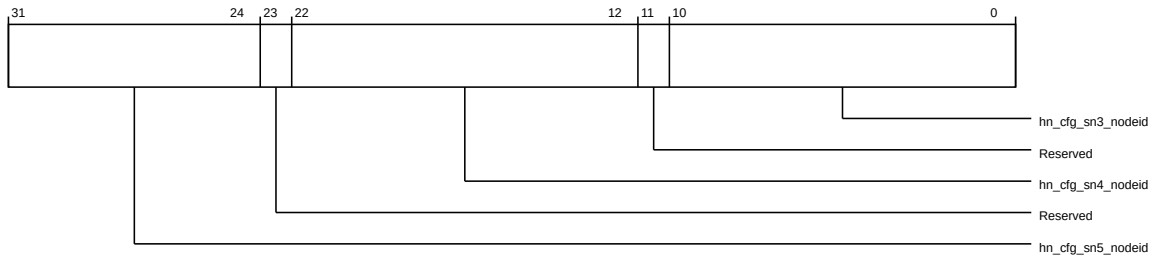 31 24 23 22 12 11 10 0
hn_cfg_sn3_nodeid
Reserved
hn_cfg_sn4_nodeid
Reserved
hn_cfg_sn5_nodeid